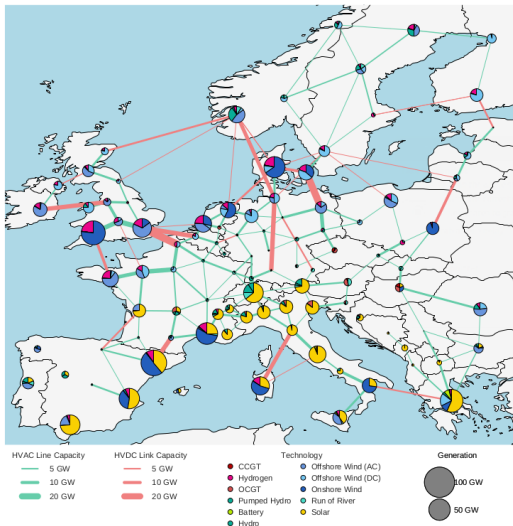 HVAC Line Capacity
5 GW
10 GW
20 GW
HVDC Link Capacity
5 GW
10 GW
20 GW
Technology
CCGT
Hydrogen
OCGT
Pumped Hydro
Battery
Hydro
Offshore Wind (AC)
Offshore Wind (DC)
Onshore Wind
Run of River
Solar
Generation
100 GW
50 GW